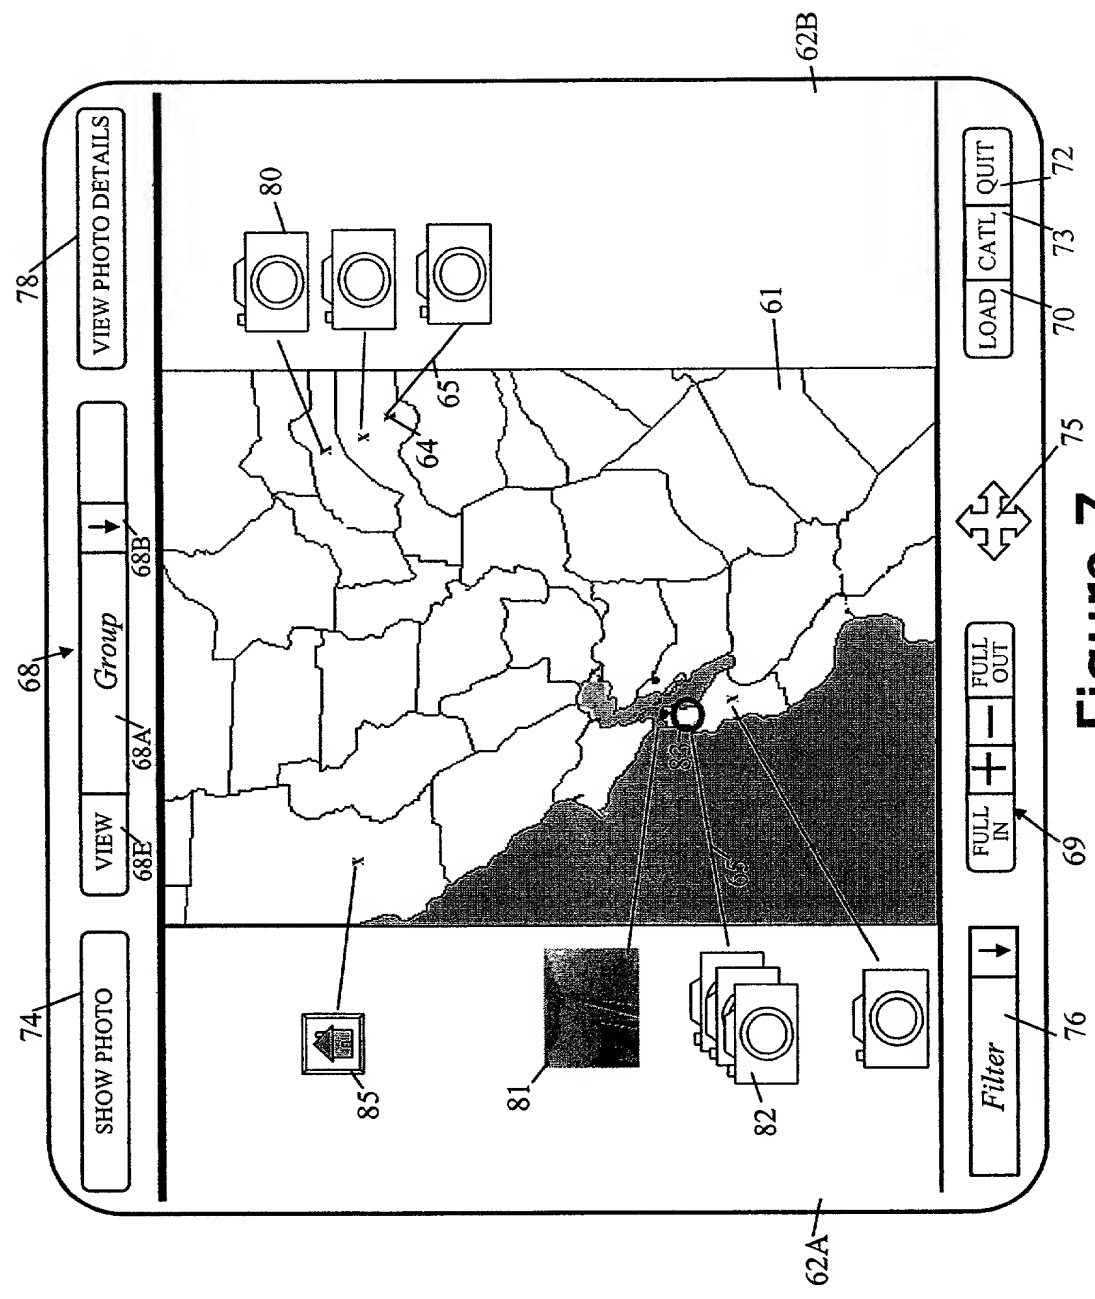 74
68
78
SHOW PHOTO
VIEW
Group
VIEW PHOTO DETAILS
68E
68A
68B
80
85
64
65
81
83
65
82
61
62A
62B
Filter
FULL
IN
+
−
FULL
OUT
LOAD
CATL
QUIT
76
69
75
70
73
72
Figure 7